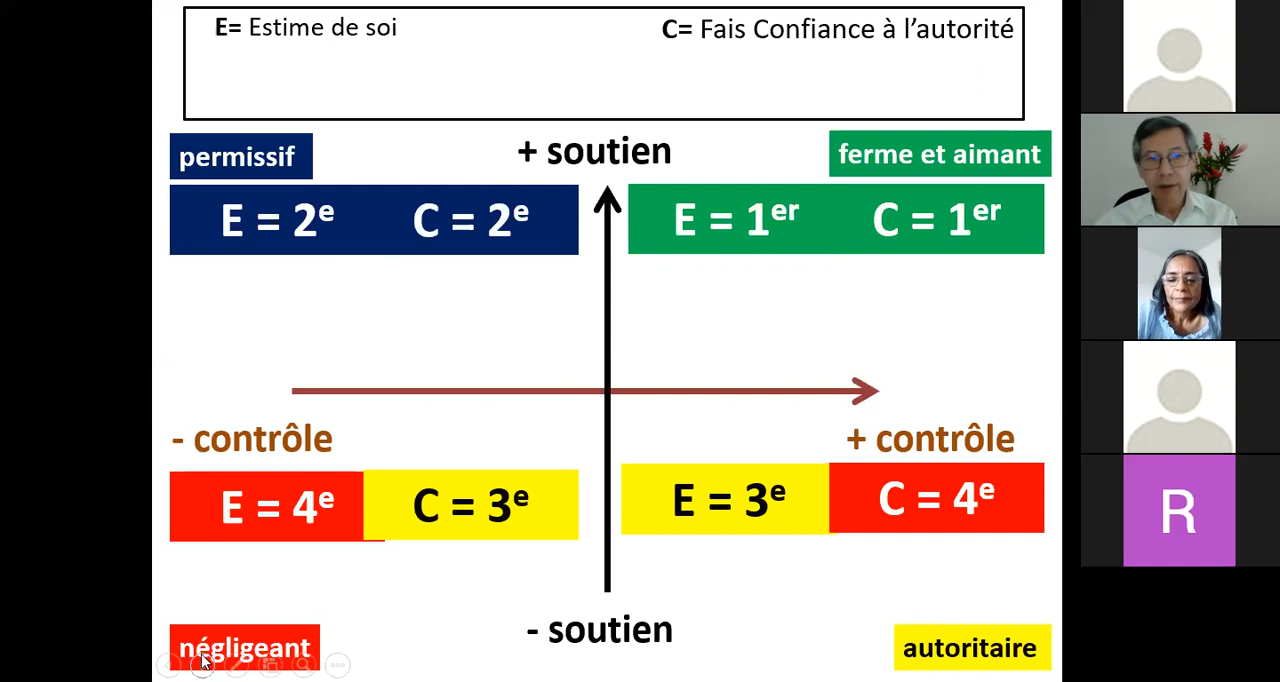 E= Estime de soi
C= Fais Confiance à l’autorité
permissif
+ soutien
ferme et aimant
E = 2e
C = 2e
E = 1er
C = 1er
- contrôle
+ contrôle
E = 4e
C = 3e
E = 3e
C = 4e
- soutien
négligeant
autoritaire
R